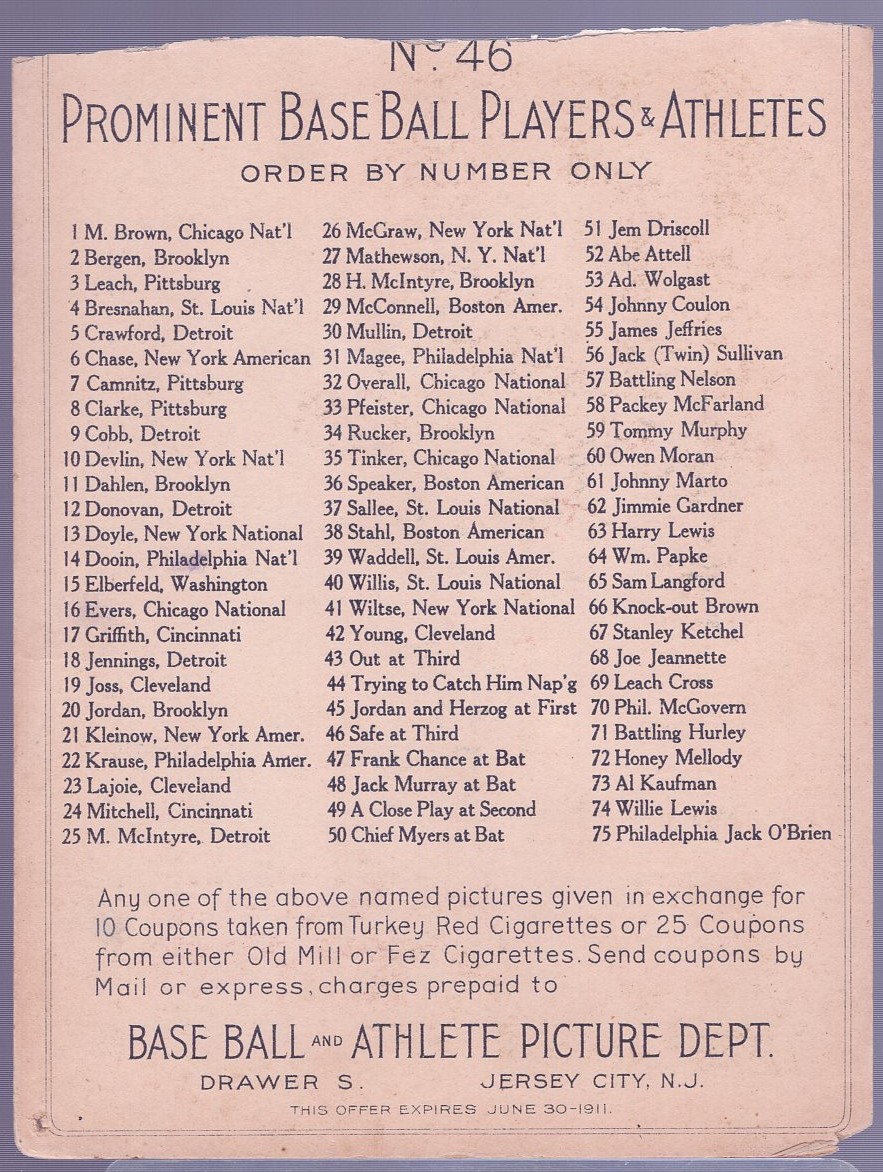 No. 46
PROMINENT BASE BALL PLAYERS & ATHLETES
ORDER BY NUMBER ONLY
1 M. Brown, Chicago Nat'l
2 Bergen, Brooklyn
3 Leach, Pittsburg
4 Bresnahan, St. Louis Nat'l
5 Crawford, Detroit
6 Chase, New York American
7 Camnitz, Pittsburg
8 Clarke, Pittsburg
9 Cobb, Detroit
10 Devlin, New York Nat'l
11 Dahlen, Brooklyn
12 Donovan, Detroit
13 Doyle, New York National
14 Dooin, Philadelphia Nat'l
15 Elberfeld, Washington
16 Evers, Chicago National
17 Griffith, Cincinnati
18 Jennings, Detroit
19 Joss, Cleveland
20 Jordan, Brooklyn
21 Kleinow, New York Amer.
22 Krause, Philadelphia Amer.
23 Lajoie, Cleveland
24 Mitchell, Cincinnati
25 M. McIntyre, Detroit
26 McGraw, New York Nat'l
27 Mathewson, N. Y. Nat'l
28 H. McIntyre, Brooklyn
29 McConnell, Boston Amer.
30 Mullin, Detroit
31 Magee, Philadelphia Nat'l
32 Overall, Chicago National
33 Pfeister, Chicago National
34 Rucker, Brooklyn
35 Tinker, Chicago National
36 Speaker, Boston American
37 Sallee, St. Louis National
38 Stahl, Boston American
39 Waddell, St. Louis Amer.
40 Willis, St. Louis National
41 Wiltse, New York National
42 Young, Cleveland
43 Out at Third
44 Trying to Catch Him Nap'g
45 Jordan and Herzog at First
46 Safe at Third
47 Frank Chance at Bat
48 Jack Murray at Bat
49 A Close Play at Second
50 Chief Myers at Bat
51 Jem Driscoll
52 Abe Attell
53 Ad. Wolgast
54 Johnny Coulon
55 James Jeffries
56 Jack (Twin) Sullivan
57 Battling Nelson
58 Packey McFarland
59 Tommy Murphy
60 Owen Moran
61 Johnny Marto
62 Jimmie Gardner
63 Harry Lewis
64 Wm. Papke
65 Sam Langford
66 Knock-out Brown
67 Stanley Ketchel
68 Joe Jeannette
69 Leach Cross
70 Phil. McGovern
71 Battling Hurley
72 Honey Mellody
73 Al Kaufman
74 Willie Lewis
75 Philadelphia Jack O'Brien
Any one of the above named pictures given in exchange for
10 Coupons taken from Turkey Red Cigarettes or 25 Coupons
from either Old Mill or Fez Cigarettes. Send coupons by
Mail or express, charges prepaid to
BASE BALL AND ATHLETE PICTURE DEPT.
DRAWER S. JERSEY CITY, N.J.
THIS OFFER EXPIRES JUNE 30-1911.